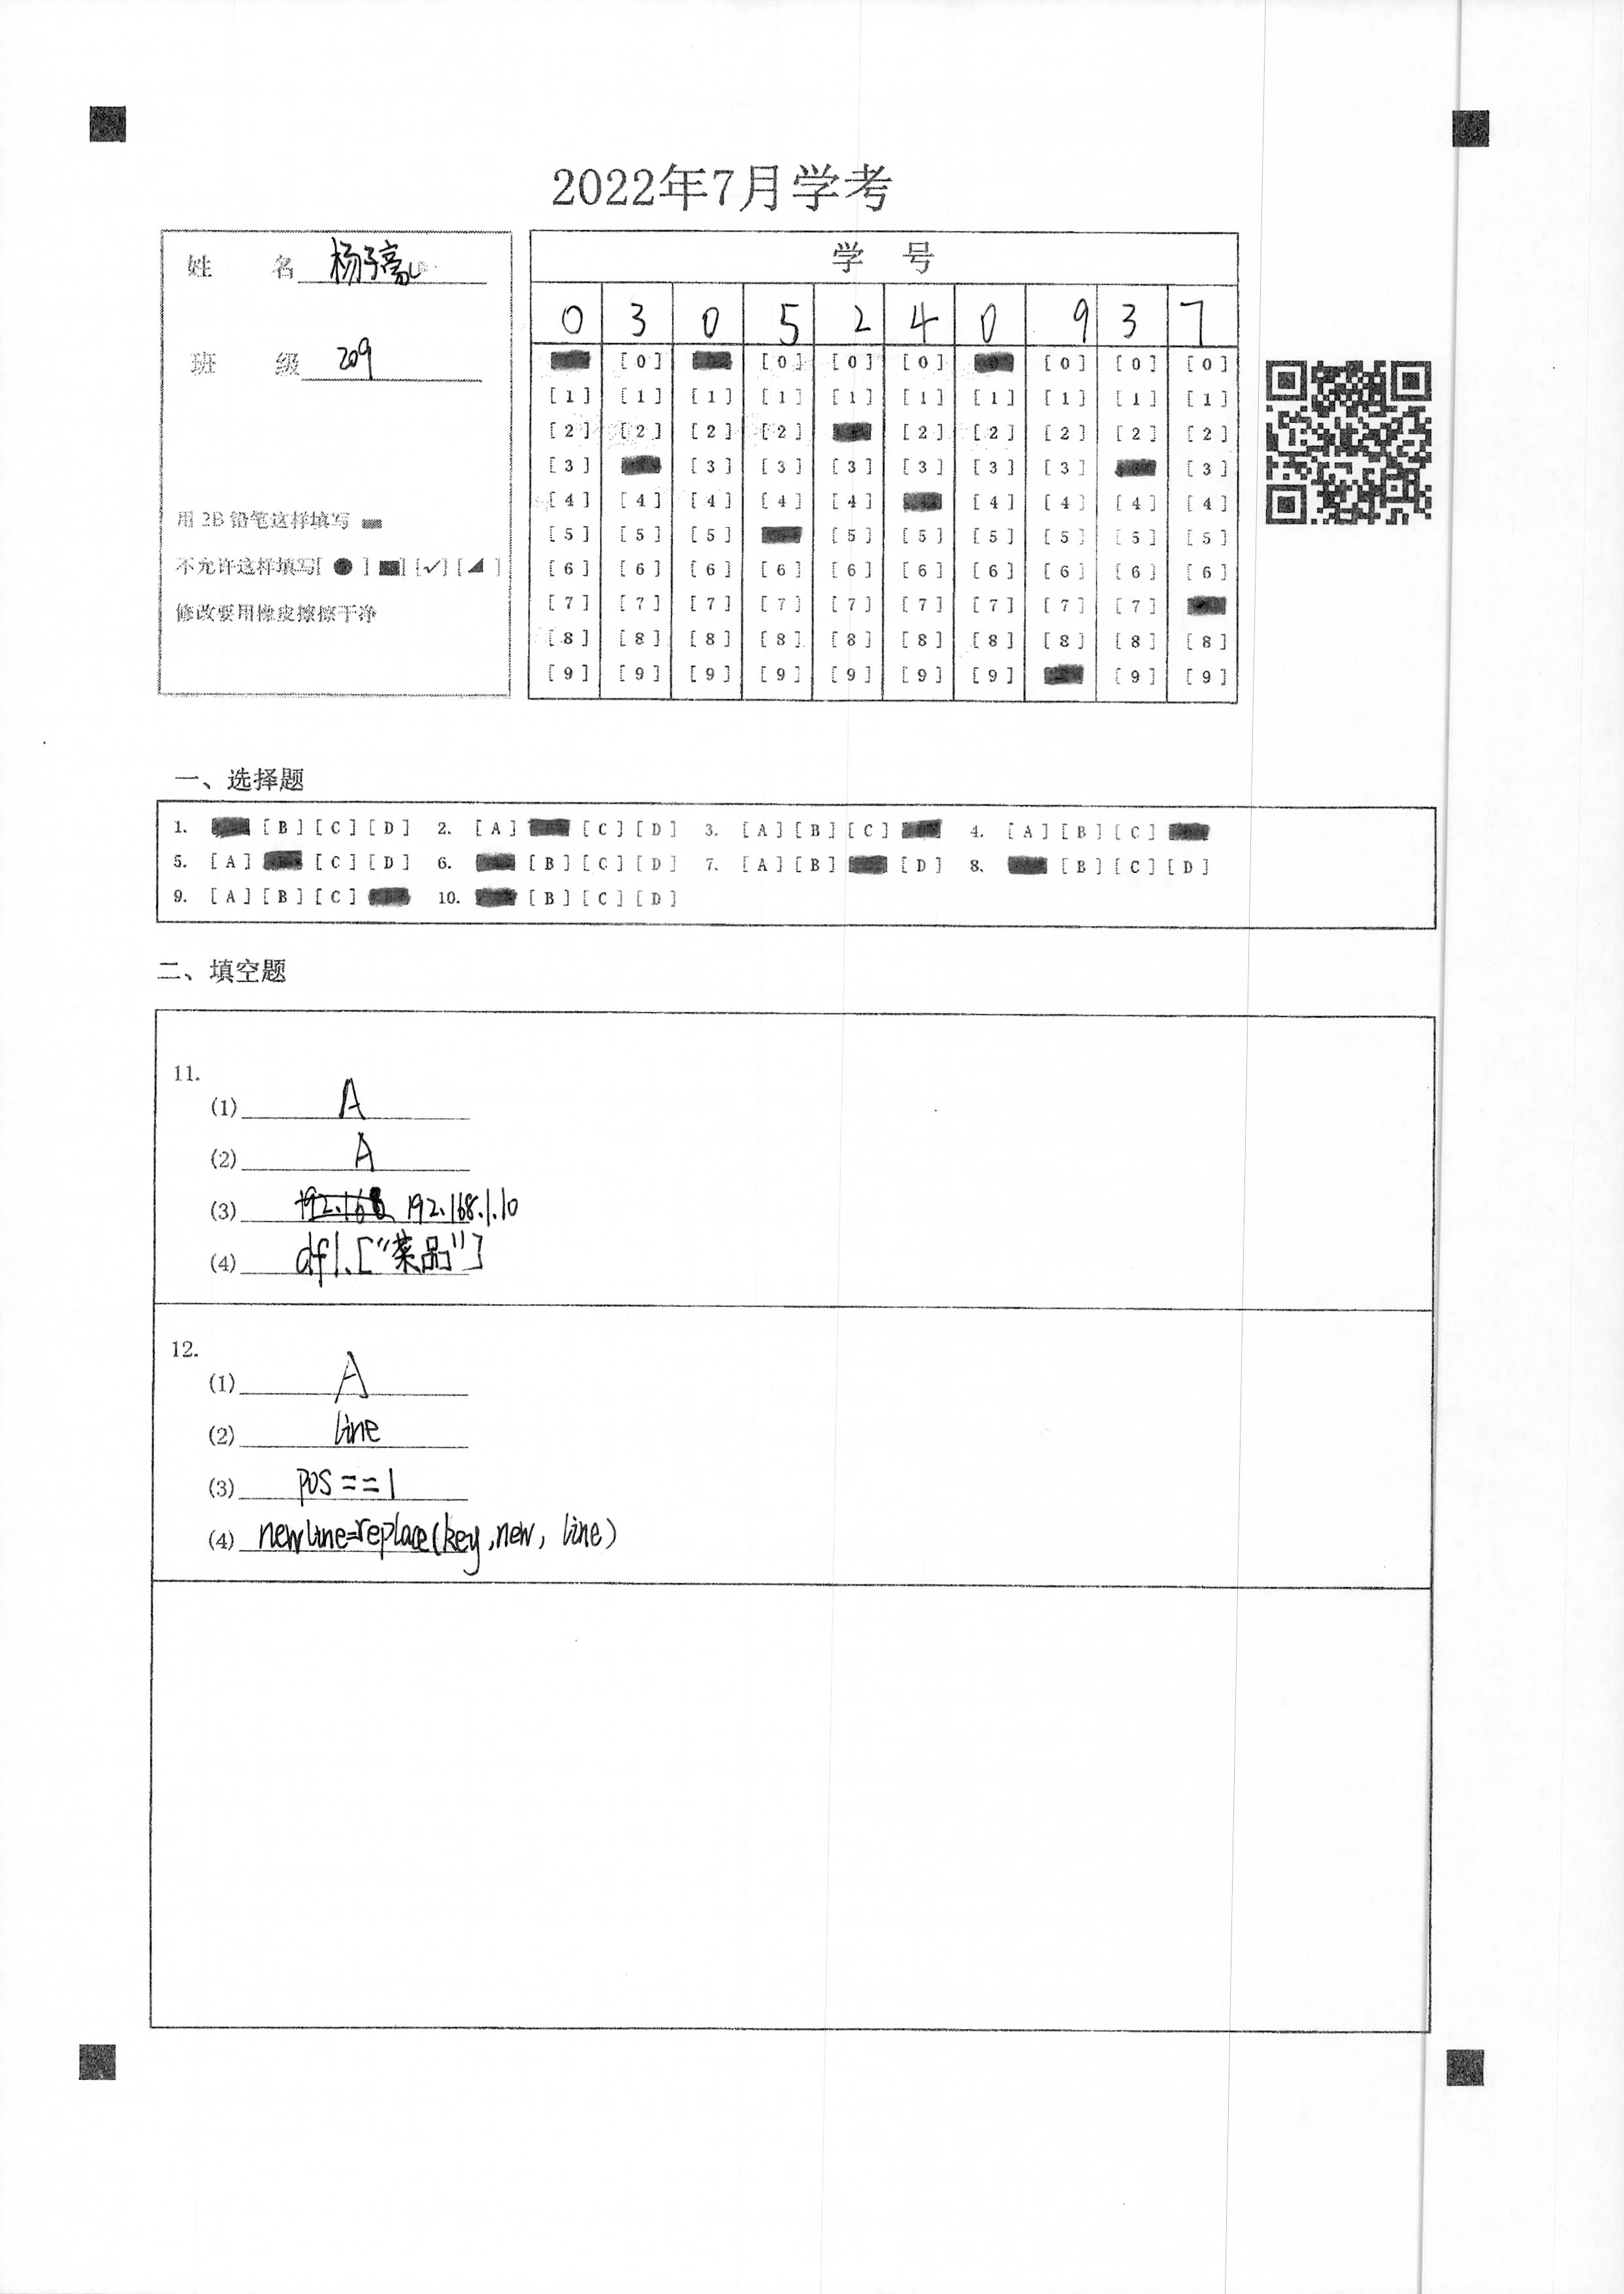 2022年7月学考
姓 名 杨子高
班 级 209
用 2B 铅笔这样填写
不允许这样填写[ ● ] [■] [✓] [◢ ]
修改要用橡皮擦擦干净
学 号
0 3 0 5 2 4 0 9 3 7
[0] [0] [0] [0] [0] [0] [0]
[1] [1] [1] [1] [1] [1] [1] [1] [1] [1]
[2] [2] [2] [2] [2] [2] [2] [2] [2]
[3] [3] [3] [3] [3] [3] [3] [3]
[4] [4] [4] [4] [4] [4] [4] [4] [4]
[5] [5] [5] [5] [5] [5] [5] [5] [5]
[6] [6] [6] [6] [6] [6] [6] [6] [6] [6]
[7] [7] [7] [7] [7] [7] [7] [7] [7]
[8] [8] [8] [8] [8] [8] [8] [8] [8] [8]
[9] [9] [9] [9] [9] [9] [9] [9] [9]
一、选择题
1. [B] [C] [D] 2. [A] [C] [D] 3. [A] [B] [C] 4. [A] [B] [C]
5. [A] [C] [D] 6. [B] [C] [D] 7. [A] [B] [D] 8. [B] [C] [D]
9. [A] [B] [C] 10. [B] [C] [D]
二、填空题
11.
(1) A
(2) A
(3) 192.168.1.10
(4) df1.["菜品"]
12.
(1) A
(2) line
(3) pos==1
(4) newline=replace(key,new, line)